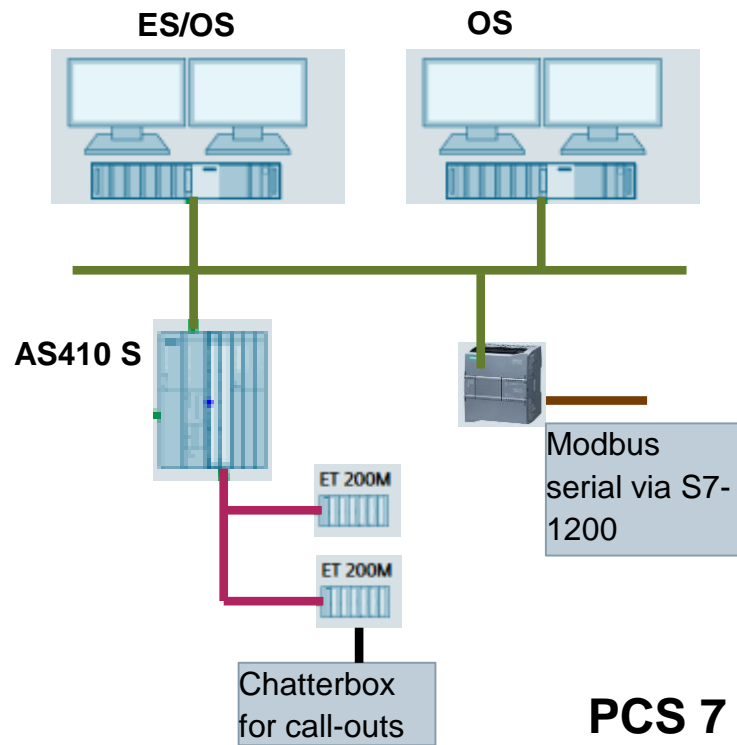 ES/OS
OS
AS410 S
ET 200M
ET 200M
Modbus
serial via S7-
1200
Chatterbox
for call-outs
PCS 7